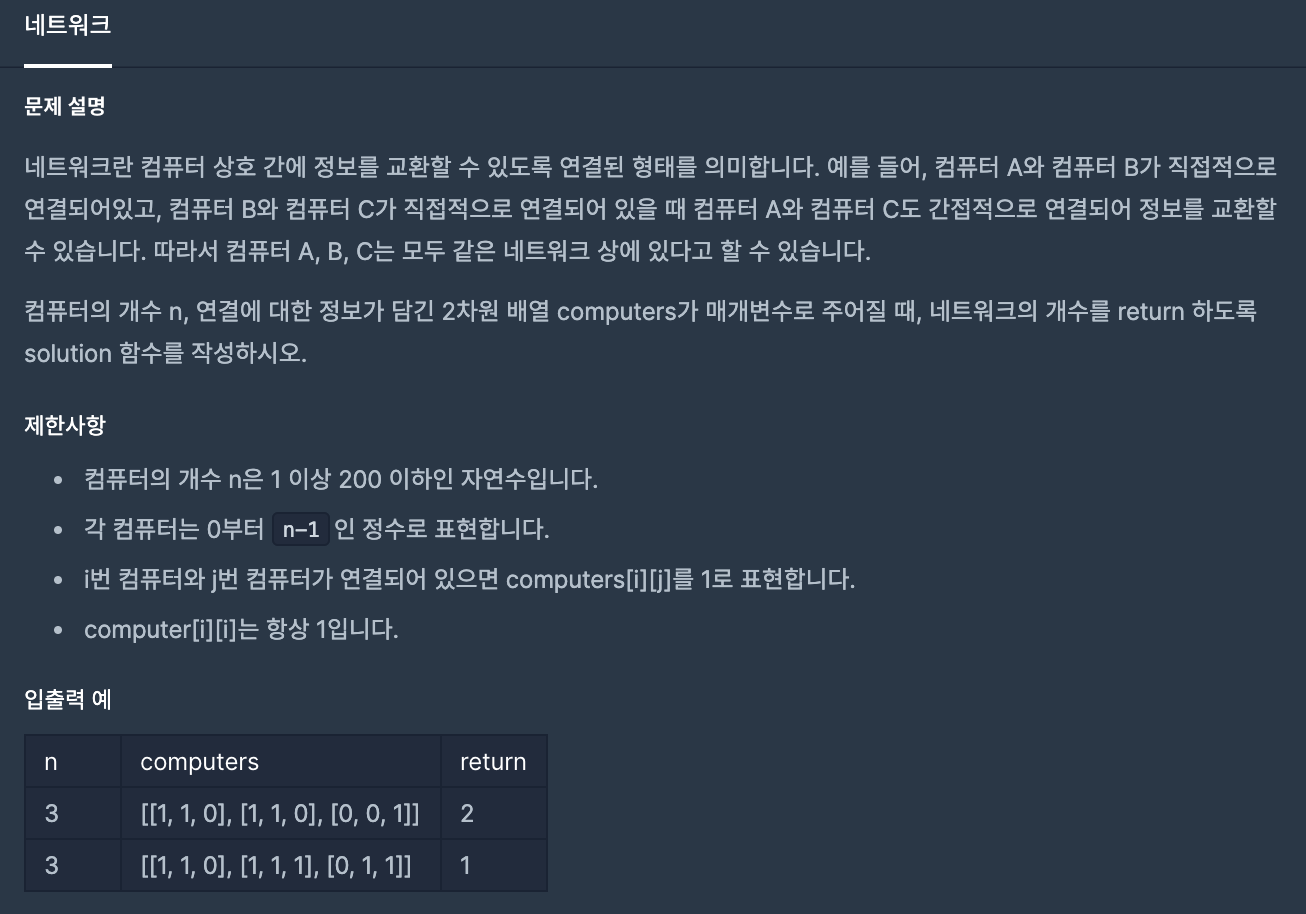 네트워크
문제 설명
네트워크란 컴퓨터 상호 간에 정보를 교환할 수 있도록 연결된 형태를 의미합니다. 예를 들어, 컴퓨터 A와 컴퓨터 B가 직접적으로
연결되어있고, 컴퓨터 B와 컴퓨터 C가 직접적으로 연결되어 있을 때 컴퓨터 A와 컴퓨터 C도 간접적으로 연결되어 정보를 교환할
수 있습니다. 따라서 컴퓨터 A, B, C는 모두 같은 네트워크 상에 있다고 할 수 있습니다.
컴퓨터의 개수 n, 연결에 대한 정보가 담긴 2차원 배열 computers가 매개변수로 주어질 때, 네트워크의 개수를 return 하도록
solution 함수를 작성하시오.
제한사항
• 컴퓨터의 개수 n은 1 이상 200 이하인 자연수입니다.
• 각 컴퓨터는 0부터 n-1 인 정수로 표현합니다.
• i번 컴퓨터와 j번 컴퓨터가 연결되어 있으면 computers[i][j]를 1로 표현합니다.
• computer[i][i]는 항상 1입니다.
입출력 예
n computers return
3 [[1, 1, 0], [1, 1, 0], [0, 0, 1]] 2
3 [[1, 1, 0], [1, 1, 1], [0, 1, 1]] 1